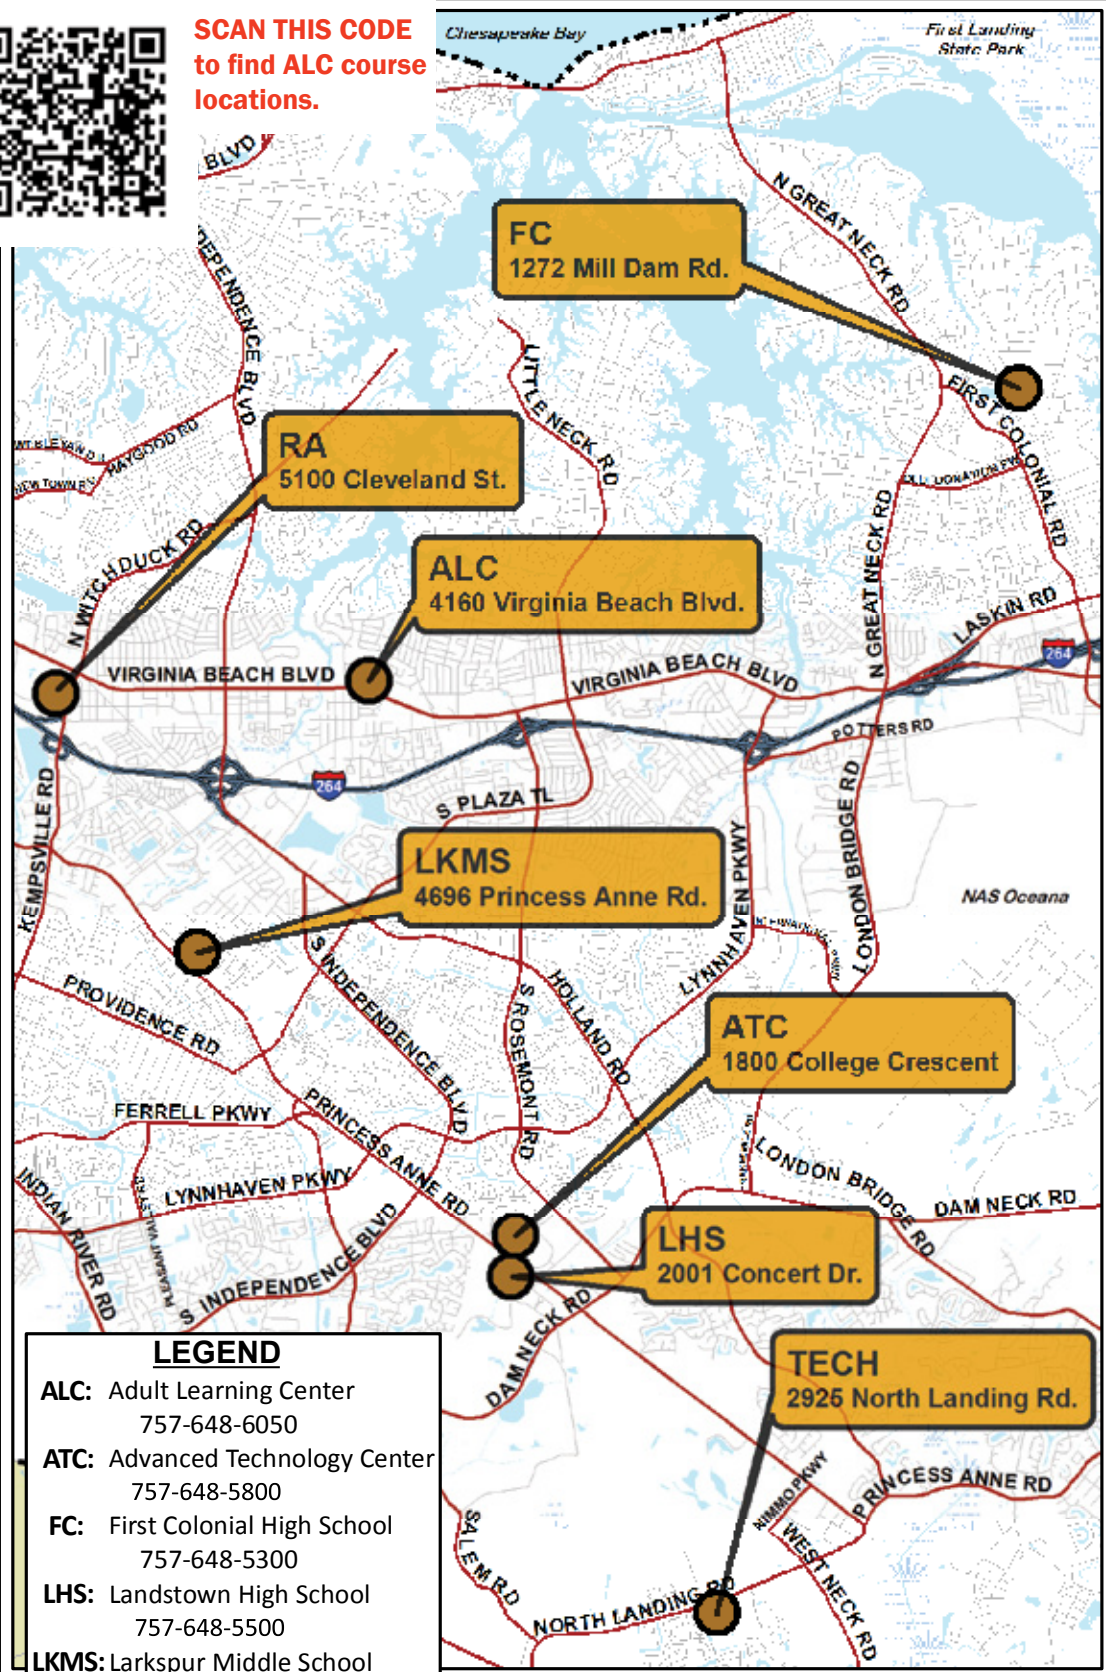 SCAN THIS CODE
to find ALC course
locations.
Chesapeake Bay
First Landing
State Park
BLVD
N GREAT NECK RD
FC
1272 Mill Dam Rd.
DEPENDENCE BLVD
LITTLE NECK RD
FIRST COLONIAL RD
HAYGOOD RD
NEWTOWN RD
RA
5100 Cleveland St.
OLD DONATION PW
N WITCHDUCK RD
N GREAT NECK RD
ALC
4160 Virginia Beach Blvd.
LASKIN RD
264
VIRGINIA BEACH BLVD
VIRGINIA BEACH BLVD
POTTERS RD
264
KEMPSVILLE RD
S PLAZA TL
LONDON BRIDGE RD
LKMS
4696 Princess Anne Rd.
LYNNHAVEN PKWY
NAS Oceana
PROVIDENCE RD
S INDEPENDENCE BLVD
S ROSEMONT RD
HOLLAND RD
ATC
1800 College Crescent
FERRELL PKWY
PRINCESS ANNE RD
LONDON BRIDGE RD
LYNNHAVEN PKWY
INDIAN RIVER RD
PLEASANT VALLEY
DAM NECK RD
S INDEPENDENCE BLVD
LHS
2001 Concert Dr.
DAM NECK RD
TECH
2925 North Landing Rd.
PRINCESS ANNE RD
NIMMO PKWY
WEST NECK RD
SALEM RD
NORTH LANDING RD
LEGEND
ALC: Adult Learning Center
757-648-6050
ATC: Advanced Technology Center
757-648-5800
FC: First Colonial High School
757-648-5300
LHS: Landstown High School
757-648-5500
LKMS: Larkspur Middle School